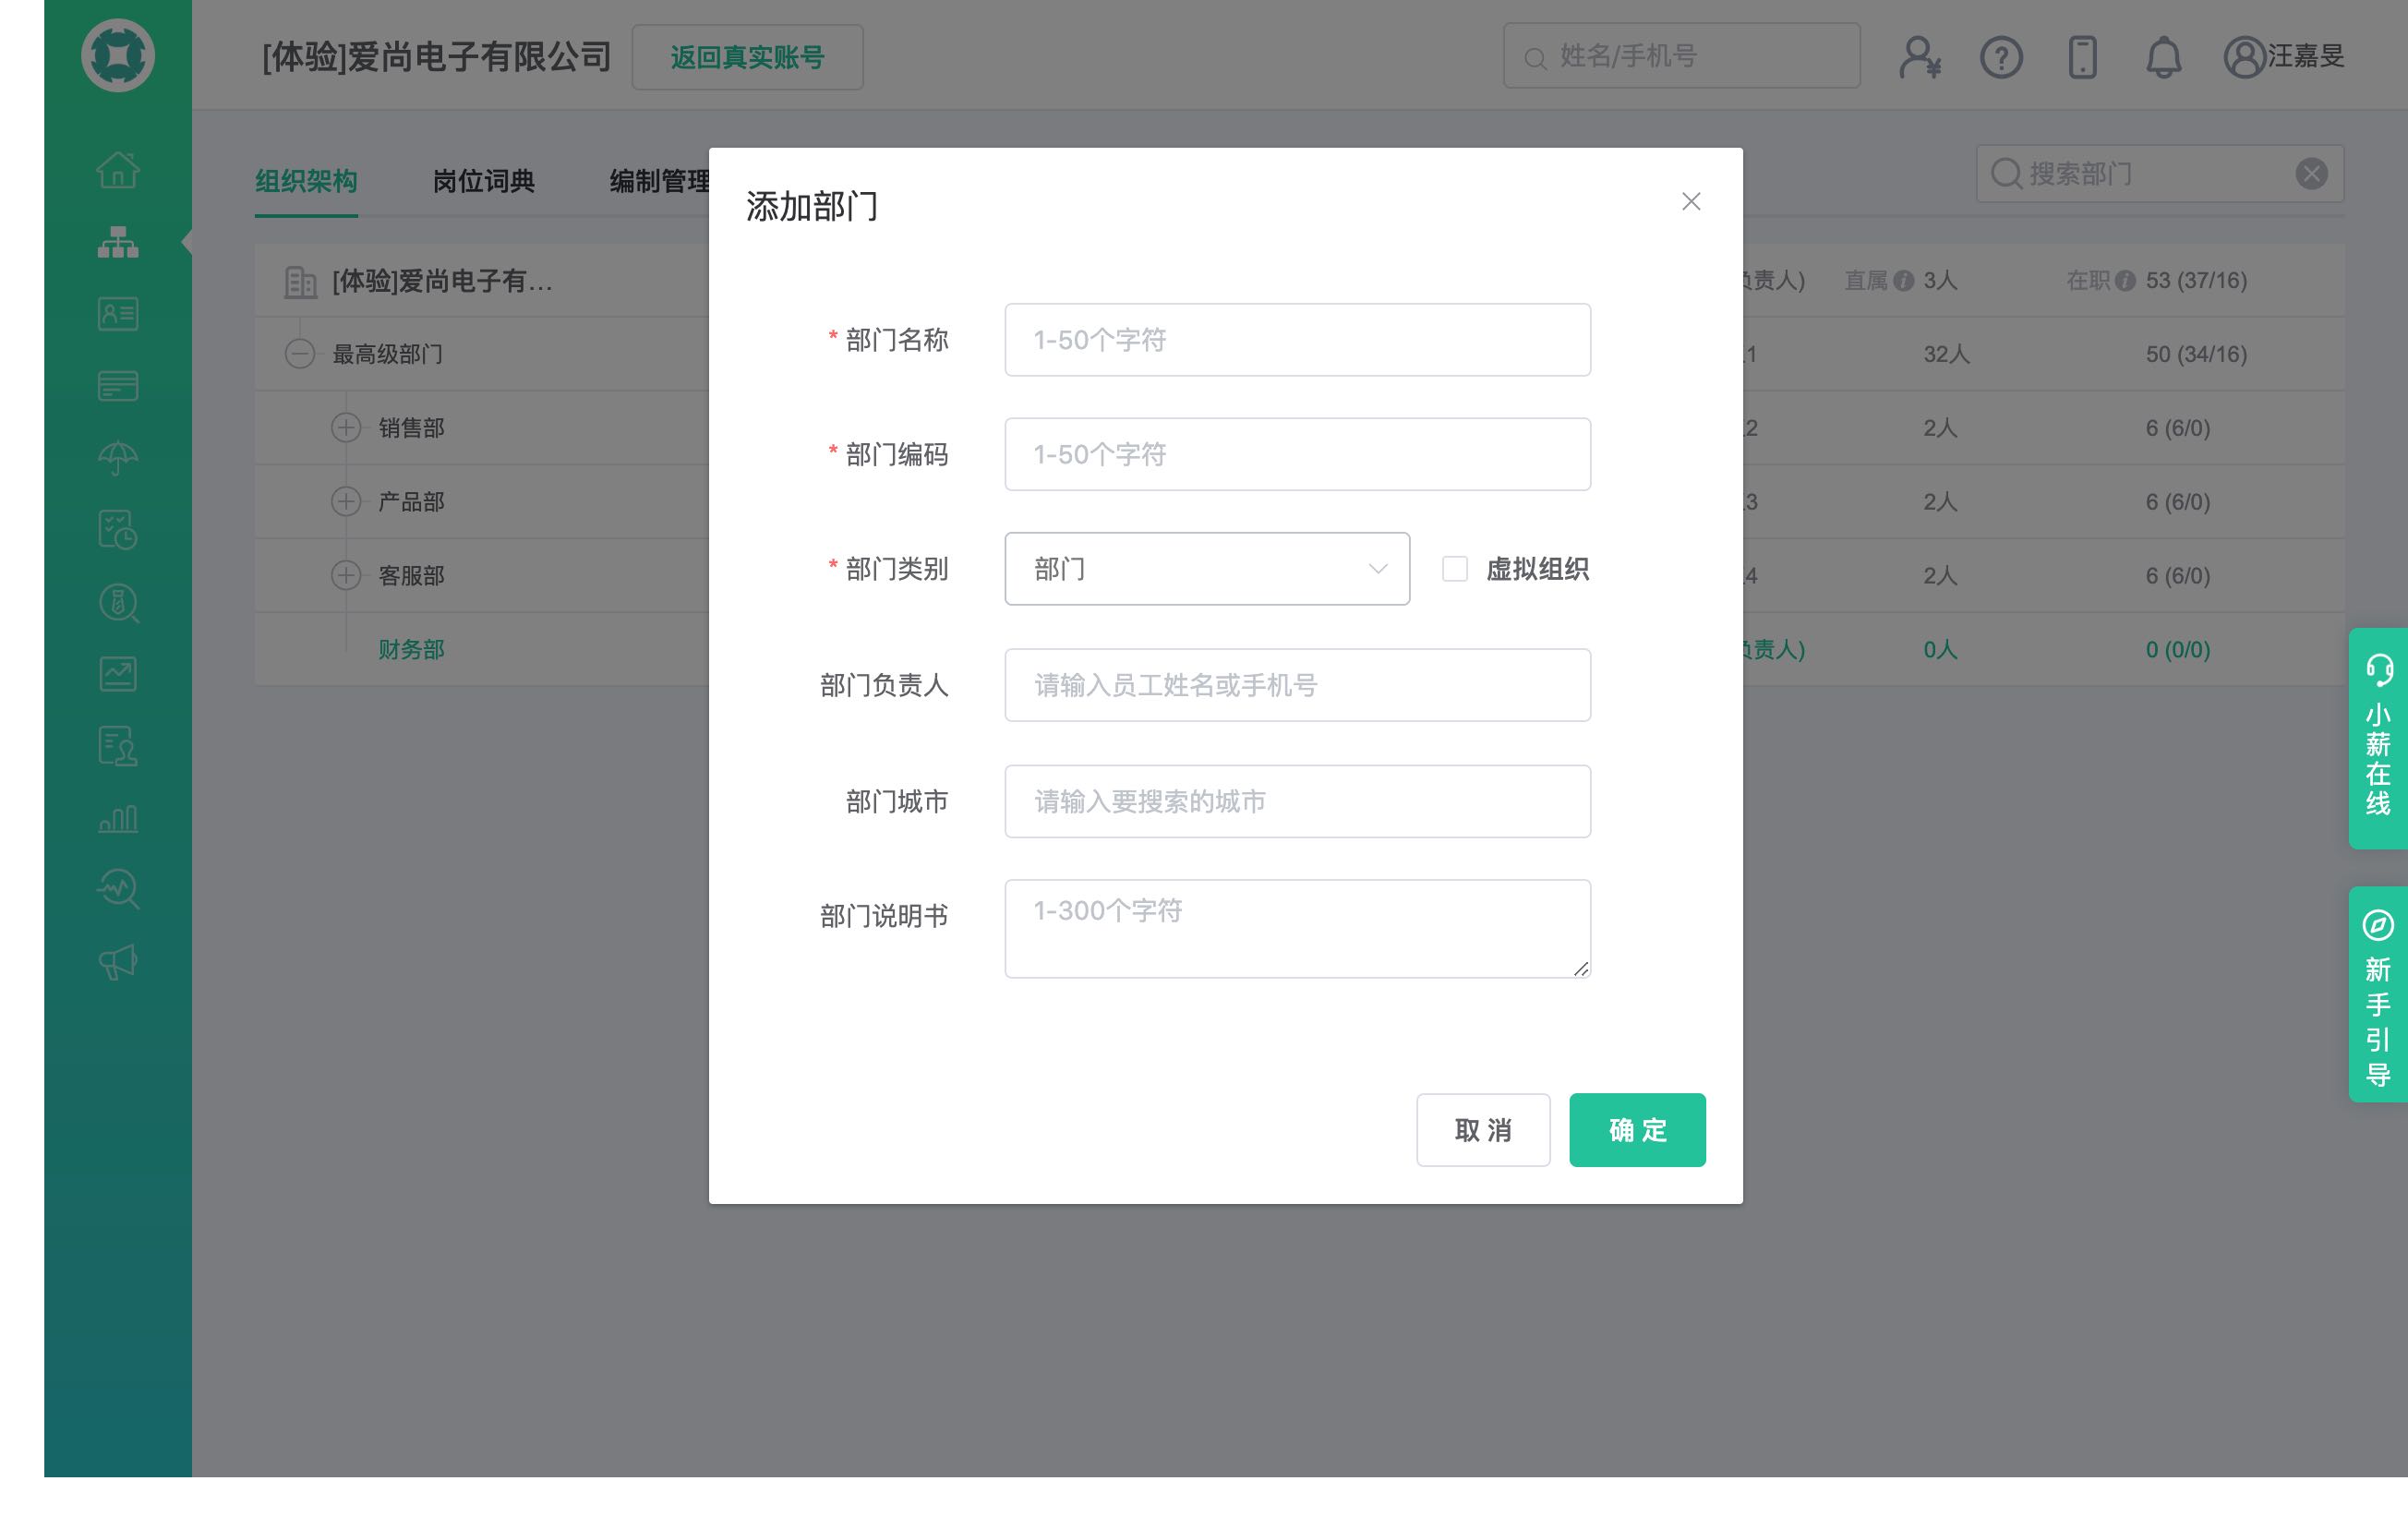 [体验]爱尚电子有限公司 返回真实账号 姓名/手机号 汪嘉旻
组织架构 岗位词典 编制管理 搜索部门
[体验]爱尚电子有... 负责人) 直属 3人 在职 53 (37/16)
最高级部门 1 32人 50 (34/16)
销售部 2 2人 6 (6/0)
产品部 3 2人 6 (6/0)
客服部 4 2人 6 (6/0)
财务部 负责人) 0人 0 (0/0)
添加部门
* 部门名称 1-50个字符
* 部门编码 1-50个字符
* 部门类别 部门 虚拟组织
部门负责人 请输入员工姓名或手机号
部门城市 请输入要搜索的城市
部门说明书 1-300个字符
取 消 确 定
小薪在线
新手引导